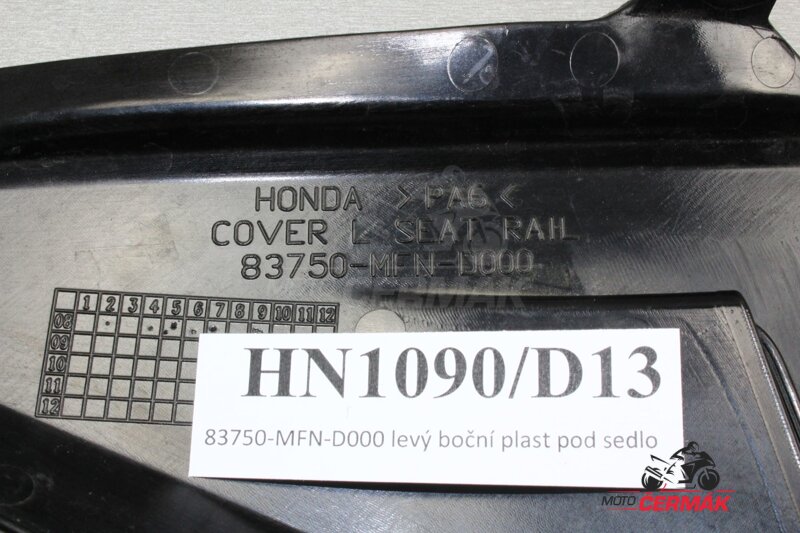 HONDA >PA6<
COVER L SEAT RAIL
83750-MFN-D000
CERMAK
1 2 3 4 5 6 7 8 9 10 11 12
08
09
10
11
12
HN1090/D13
83750-MFN-D000 levý boční plast pod sedlo
MOTO
ČERMÁK